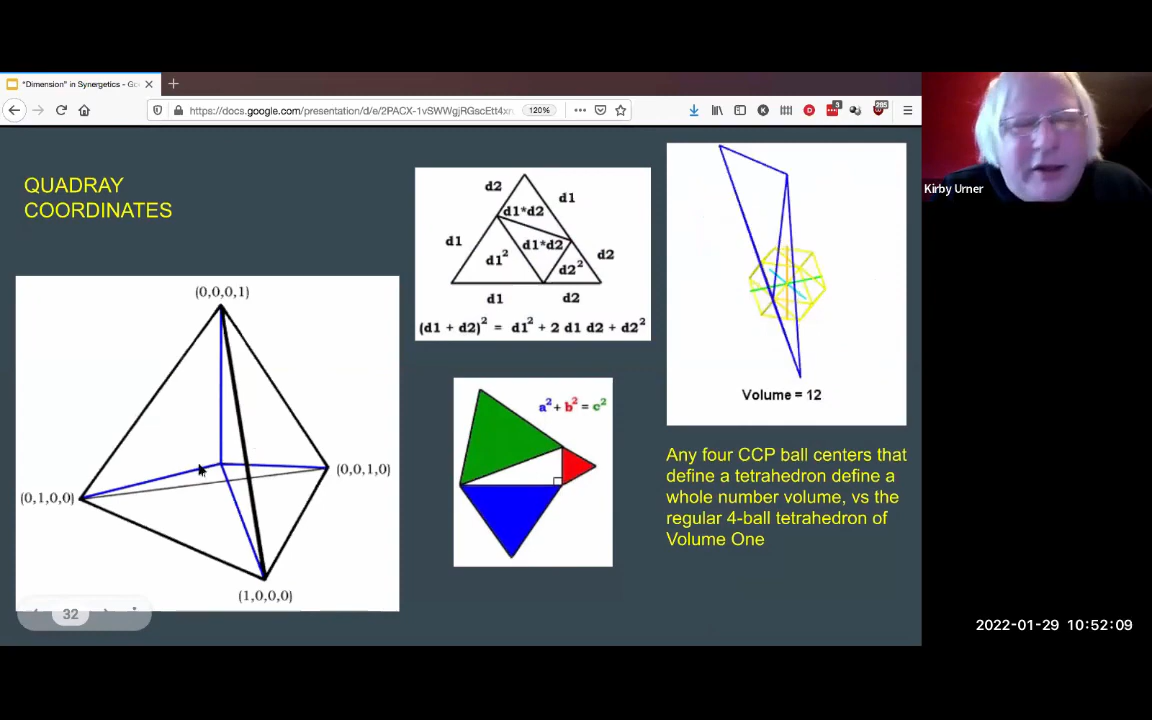 "Dimension" in Synergetics - Go
https://docs.google.com/presentation/d/e/2PACX-1vSWWgjRGscEtt4x
120%
3
285
QUADRAY
COORDINATES
(0,0,0,1)
(0,1,0,0)
(0,0,1,0)
(1,0,0,0)
32
d2
d1
d1*d2
d1
d1*d2
d2
d1²
d2²
d1
d2
(d1 + d2)² = d1² + 2 d1 d2 + d2²
a² + b² = c²
Volume = 12
Any four CCP ball centers that
define a tetrahedron define a
whole number volume, vs the
regular 4-ball tetrahedron of
Volume One
Kirby Urner
2022-01-29 10:52:09